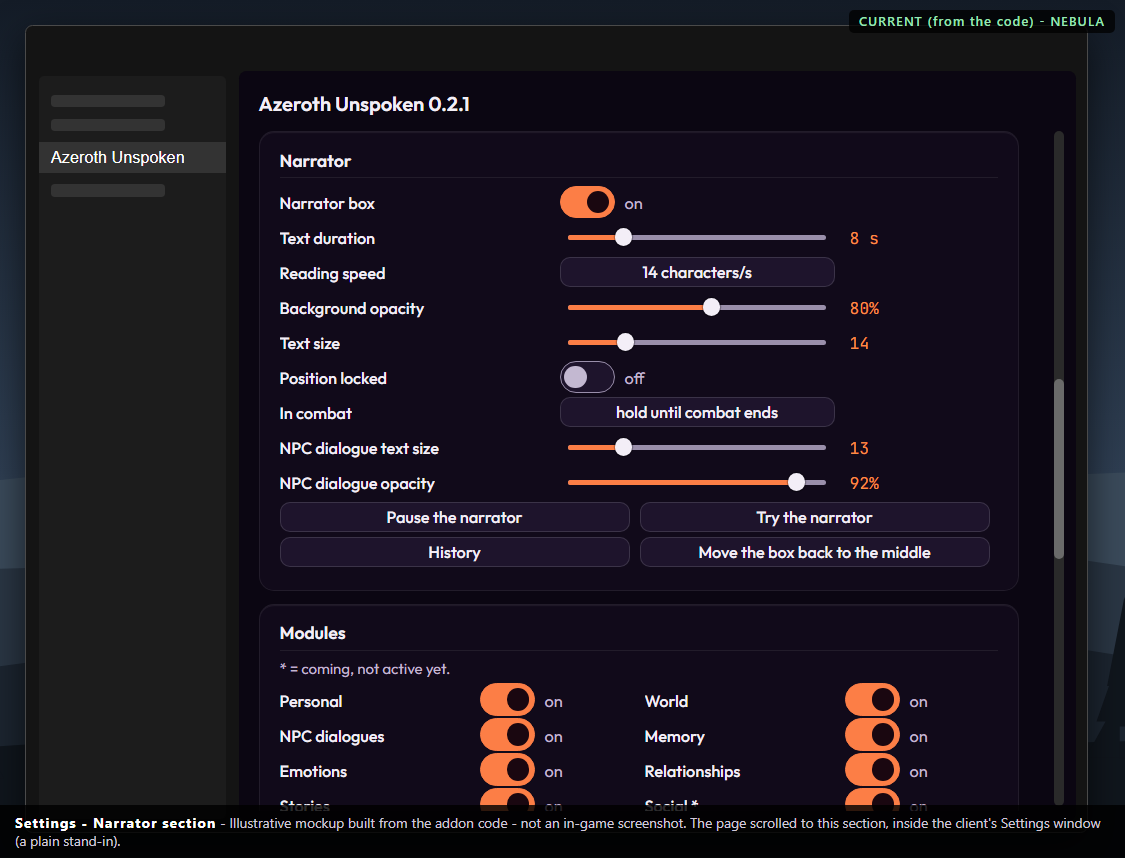 CURRENT (from the code) - NEBULA
Azeroth Unspoken 0.2.1
Azeroth Unspoken
Narrator
Narrator box on
Text duration 8 s
Reading speed 14 characters/s
Background opacity 80%
Text size 14
Position locked off
In combat hold until combat ends
NPC dialogue text size 13
NPC dialogue opacity 92%
Pause the narrator Try the narrator
History Move the box back to the middle
Modules
* = coming, not active yet.
Personal on World on
NPC dialogues on Memory on
Emotions on Relationships on
Stories on Social * on
Settings - Narrator section - Illustrative mockup built from the addon code - not an in-game screenshot. The page scrolled to this section, inside the client's Settings window
(a plain stand-in).